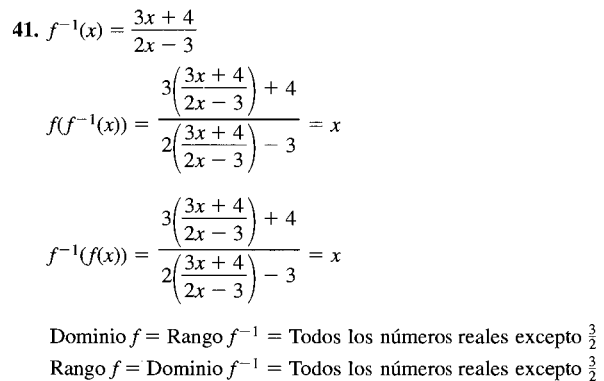 41. f⁻¹(x) = (3x + 4)/(2x − 3)
f(f⁻¹(x)) = (3((3x + 4)/(2x − 3)) + 4)/(2((3x + 4)/(2x − 3)) − 3) = x
f⁻¹(f(x)) = (3((3x + 4)/(2x − 3)) + 4)/(2((3x + 4)/(2x − 3)) − 3) = x
Dominio f = Rango f⁻¹ = Todos los números reales excepto 3/2
Rango f = Dominio f⁻¹ = Todos los números reales excepto 3/2